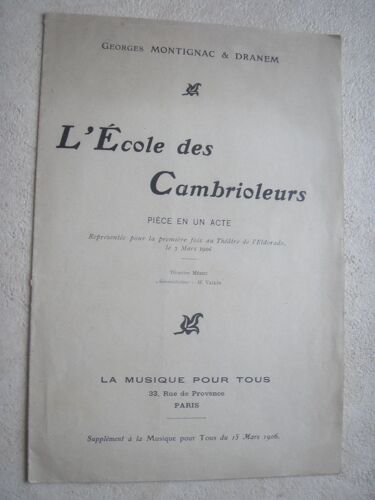 Georges MONTIGNAC & DRANEM
L'École des
Cambrioleurs
PIÈCE EN UN ACTE
Représentée pour la première fois au Théâtre de l'Eldorado,
le 3 Mars 1906
LA MUSIQUE POUR TOUS
33, Rue de Provence
PARIS
Supplément à la Musique pour Tous du 15 Mars 1906.